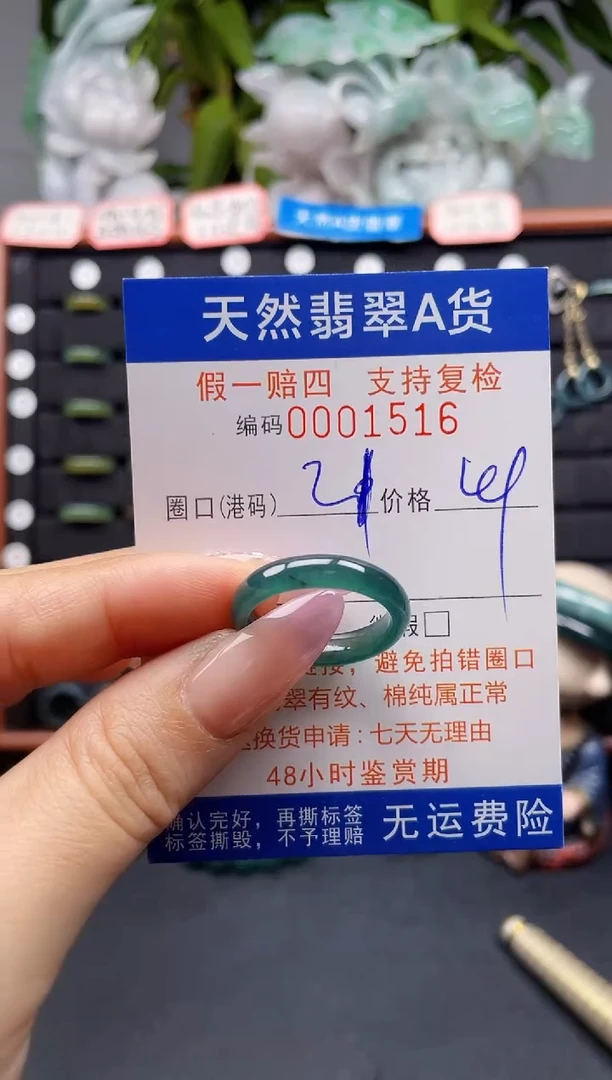 天然翡翠A货
假一赔四 支持复检
编码0001516
圈口(港码) 价格
假□
接，避免拍错圈口
翠有纹、棉纯属正常
换货申请：七天无理由
48小时鉴赏期
确认完好，再撕标签
标签撕毁，不予理赔
无运费险